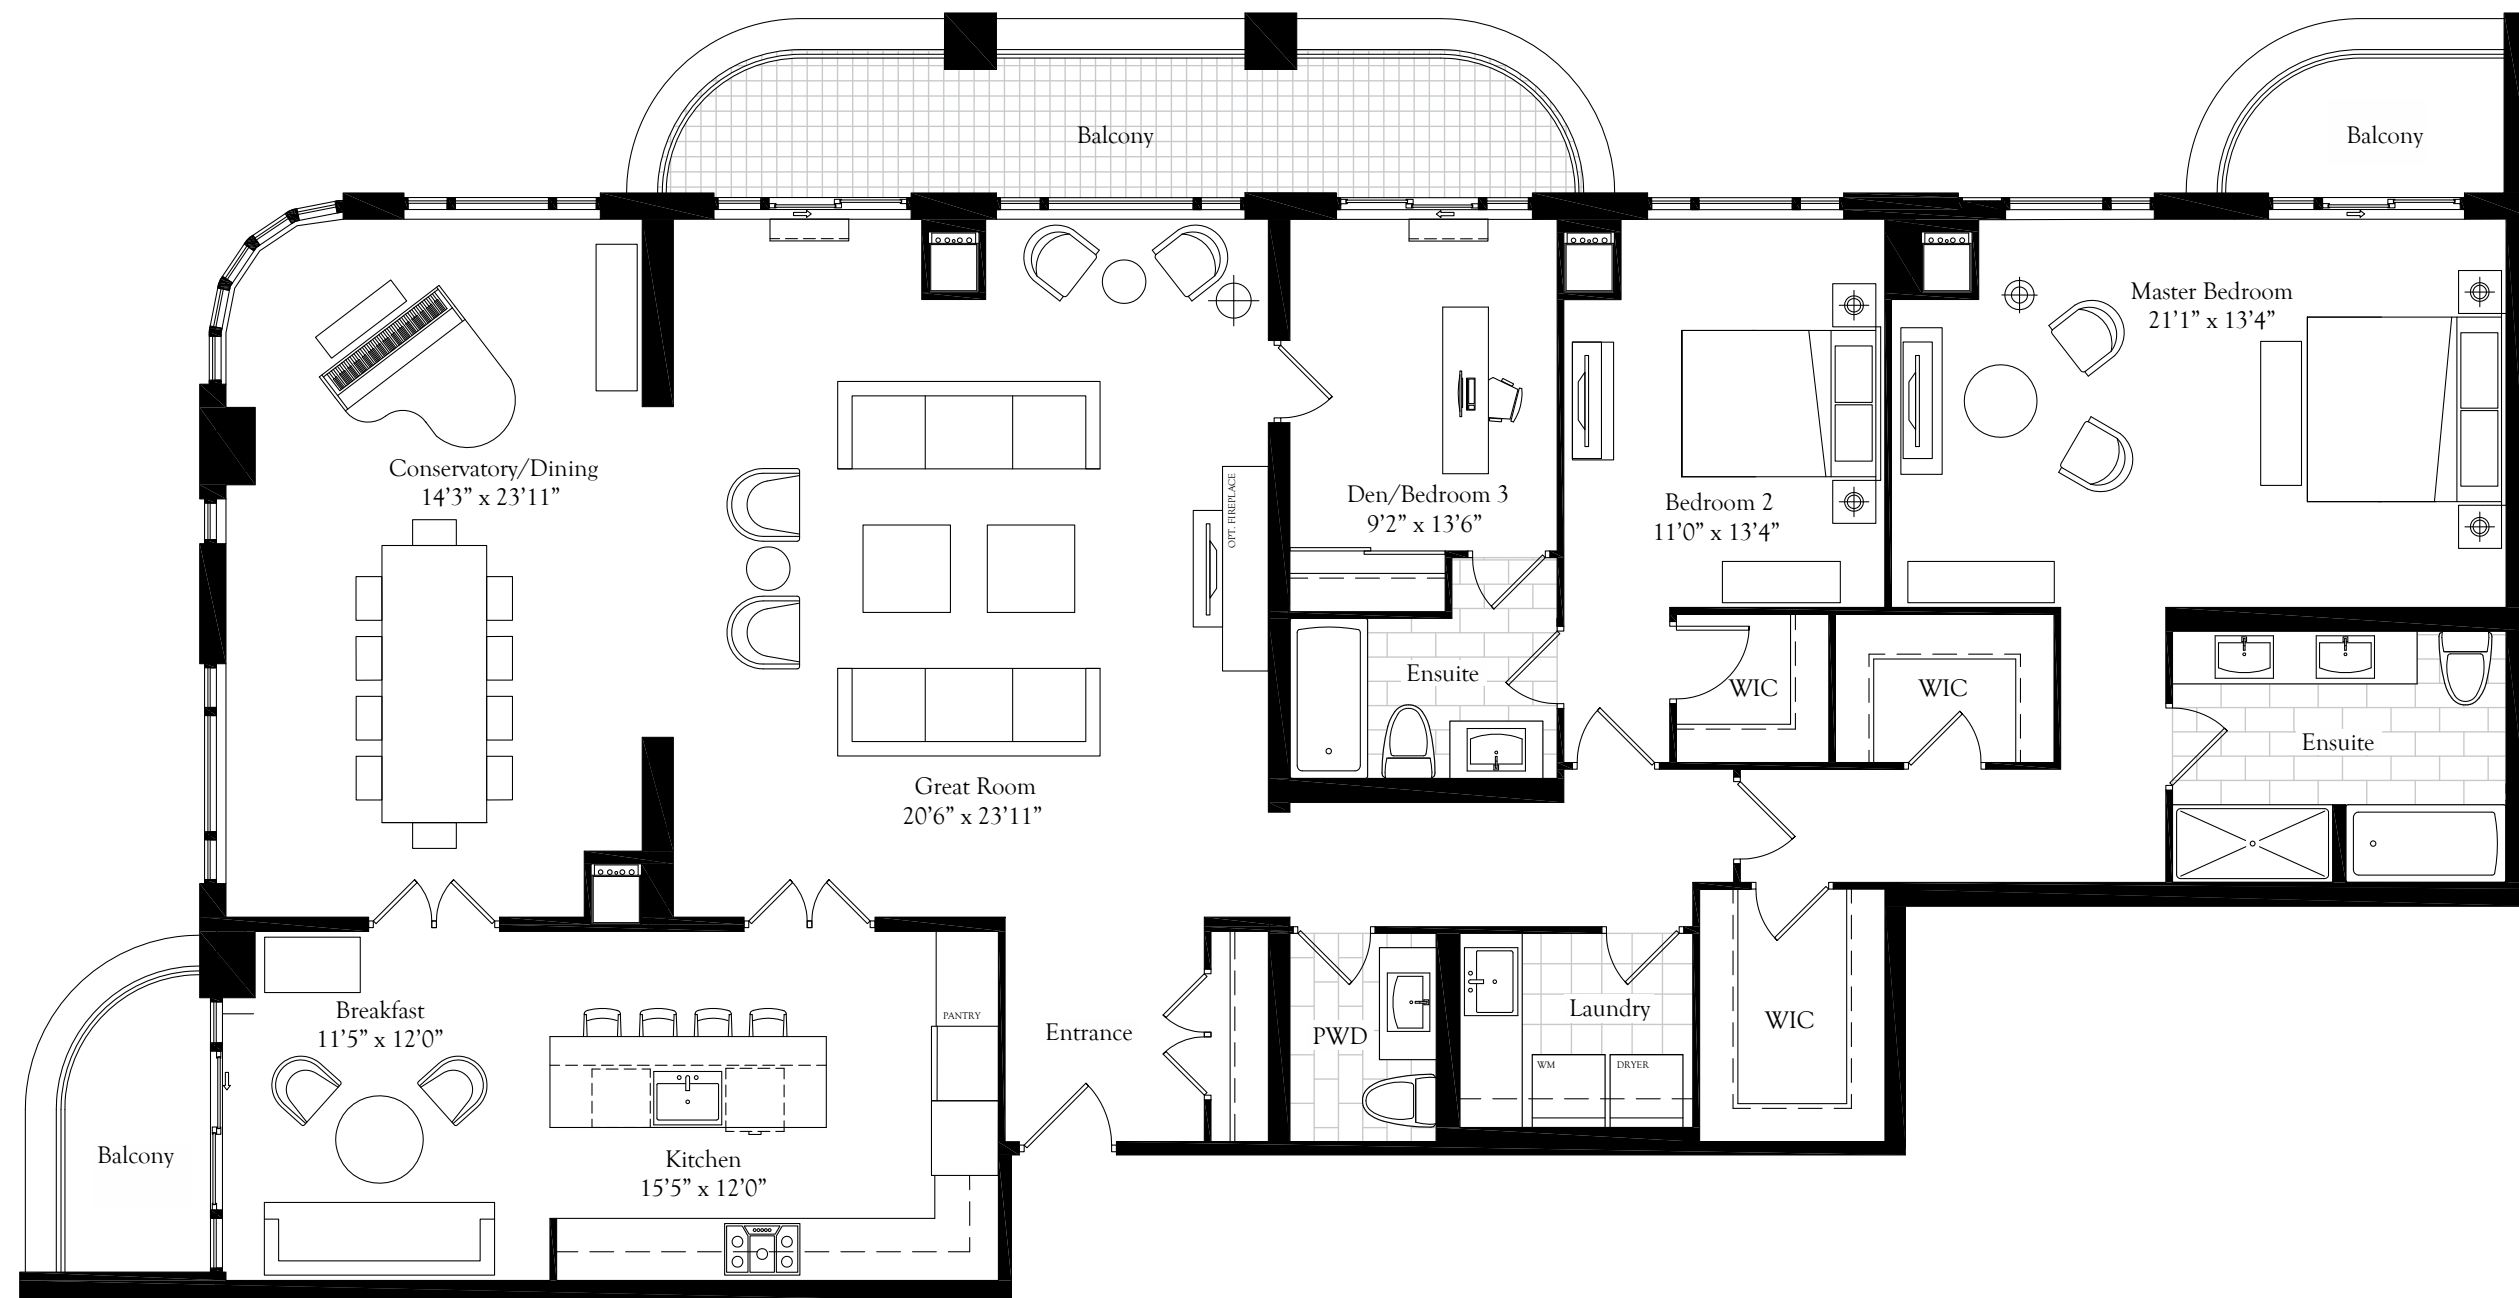 Balcony
Balcony
Master Bedroom
21’1” x 13’4”
Conservatory/Dining
14’3” x 23’11”
OPT. FIREPLACE
Den/Bedroom 3
9’2” x 13’6”
Bedroom 2
11’0” x 13’4”
Ensuite
WIC
WIC
Ensuite
Great Room
20’6” x 23’11”
Breakfast
11’5” x 12’0”
PANTRY
Entrance
PWD
Laundry
WM
DRYER
WIC
Balcony
Kitchen
15’5” x 12’0”